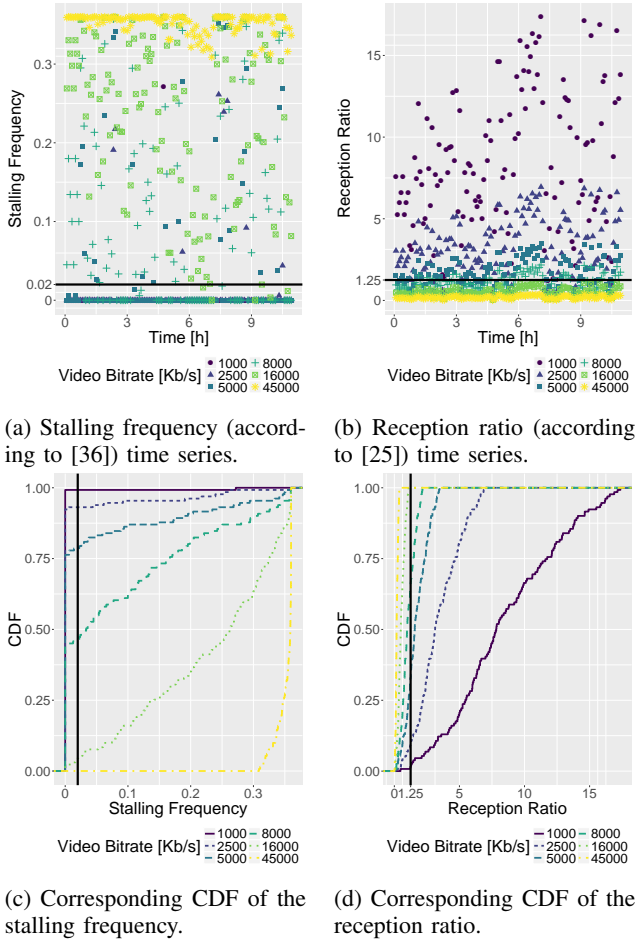 Stalling Frequency
0.3
0.2
0.1
0.02
0
0 3 6 9
Time [h]
Video Bitrate [Kb/s]
1000 8000
2500 16000
5000 45000
(a) Stalling frequency (accord-
ing to [36]) time series.
Reception Ratio
15
10
5
1.25
0
0 3 6 9
Time [h]
Video Bitrate [Kb/s]
1000 8000
2500 16000
5000 45000
(b) Reception ratio (according
to [25]) time series.
CDF
1.00
0.75
0.50
0.25
0.00
0 0.1 0.2 0.3
Stalling Frequency
Video Bitrate [Kb/s]
1000 8000
2500 16000
5000 45000
(c) Corresponding CDF of the
stalling frequency.
CDF
1.00
0.75
0.50
0.25
0.00
0 1.25 5 10 15
Reception Ratio
Video Bitrate [Kb/s]
1000 8000
2500 16000
5000 45000
(d) Corresponding CDF of the
reception ratio.